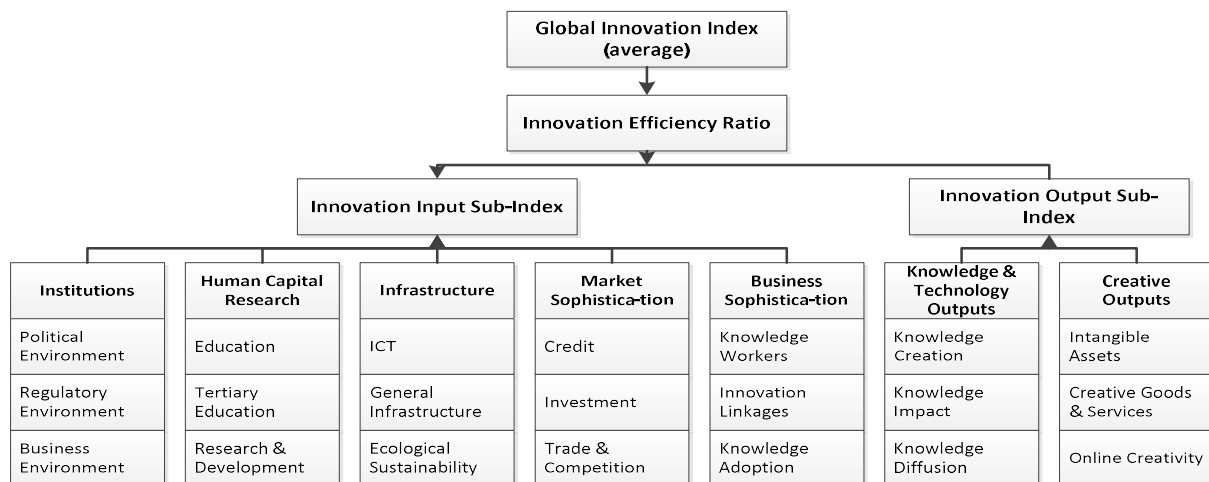 Global Innovation Index
(average)
Innovation Efficiency Ratio
Innovation Input Sub-Index
Innovation Output Sub-
Index
Institutions
Political
Environment
Regulatory
Environment
Business
Environment
Human Capital
Research
Education
Tertiary
Education
Research &
Development
Infrastructure
ICT
General
Infrastructure
Ecological
Sustainability
Market
Sophistica-tion
Credit
Investment
Trade &
Competition
Business
Sophistica-tion
Knowledge
Workers
Innovation
Linkages
Knowledge
Adoption
Knowledge &
Technology
Outputs
Knowledge
Creation
Knowledge
Impact
Knowledge
Diffusion
Creative
Outputs
Intangible
Assets
Creative Goods
& Services
Online Creativity